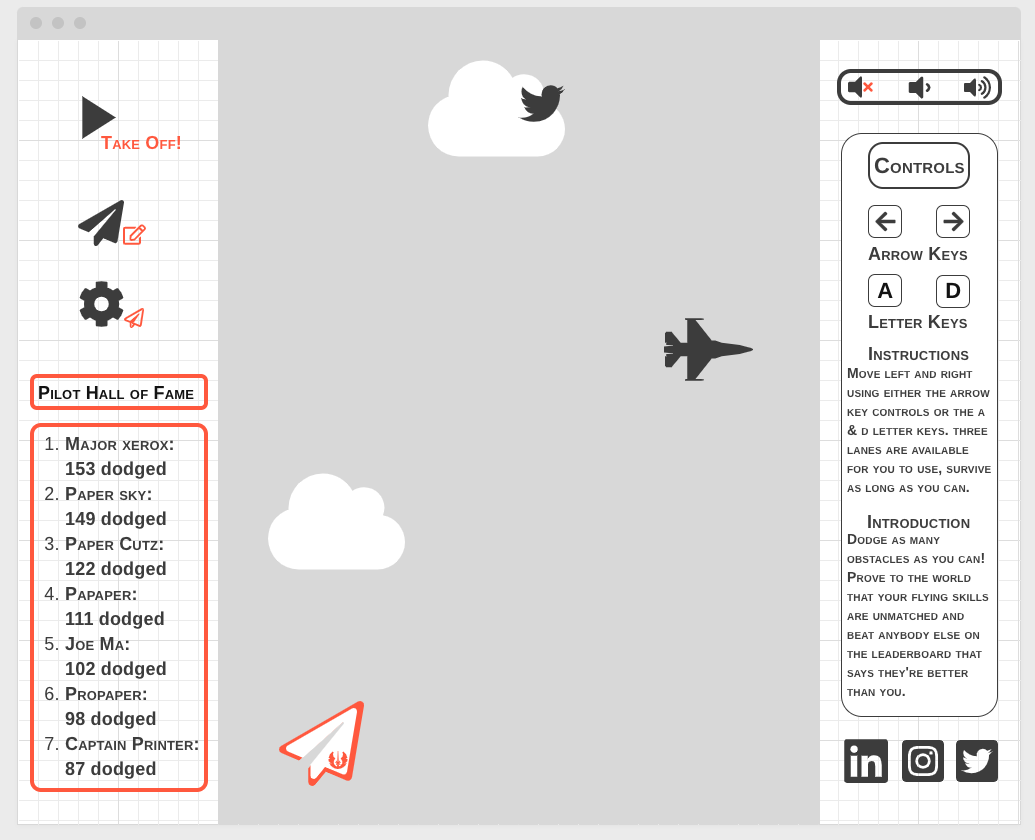 Take Off!
Pilot Hall of Fame
1. Major xerox:
153 dodged
2. Paper sky:
149 dodged
3. Paper Cutz:
122 dodged
4. Papaper:
111 dodged
5. Joe Ma:
102 dodged
6. Propaper:
98 dodged
7. Captain Printer:
87 dodged
Controls
Arrow Keys
A D
Letter Keys
Instructions
Move left and right
using either the arrow
key controls or the a
& d letter keys. three
lanes are available
for you to use, survive
as long as you can.
Introduction
Dodge as many
obstacles as you can!
Prove to the world
that your flying skills
are unmatched and
beat anybody else on
the leaderboard that
says they're better
than you.
in